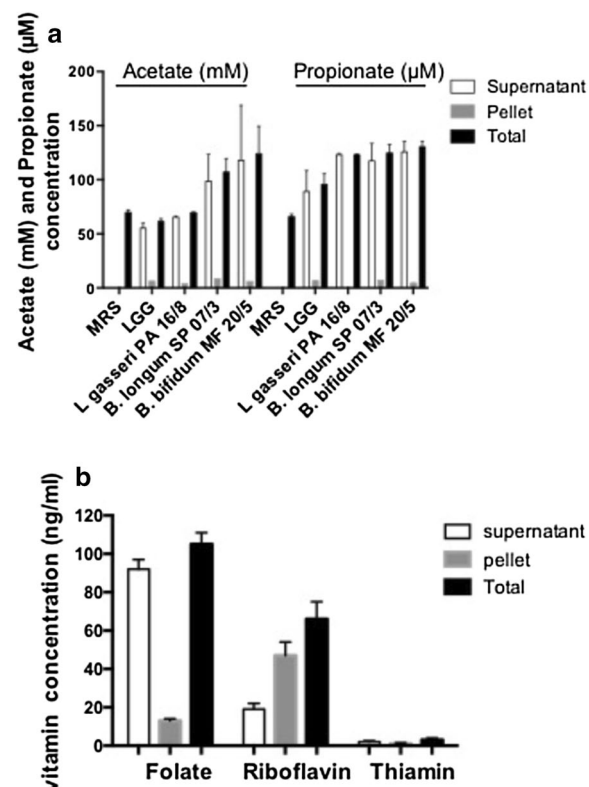 a
Acetate (mM) and Propionate (µM)
concentration
200
150
100
50
0
Acetate (mM)
Propionate (µM)
Supernatant
Pellet
Total
MRS
LGG
L gasseri PA 16/8
B. longum SP 07/3
B. bifidum MF 20/5
MRS
LGG
L gasseri PA 16/8
B. longum SP 07/3
B. bifidum MF 20/5
b
vitamin concentration (ng/ml)
120
100
80
60
40
20
0
supernatant
pellet
Total
Folate
Riboflavin
Thiamin